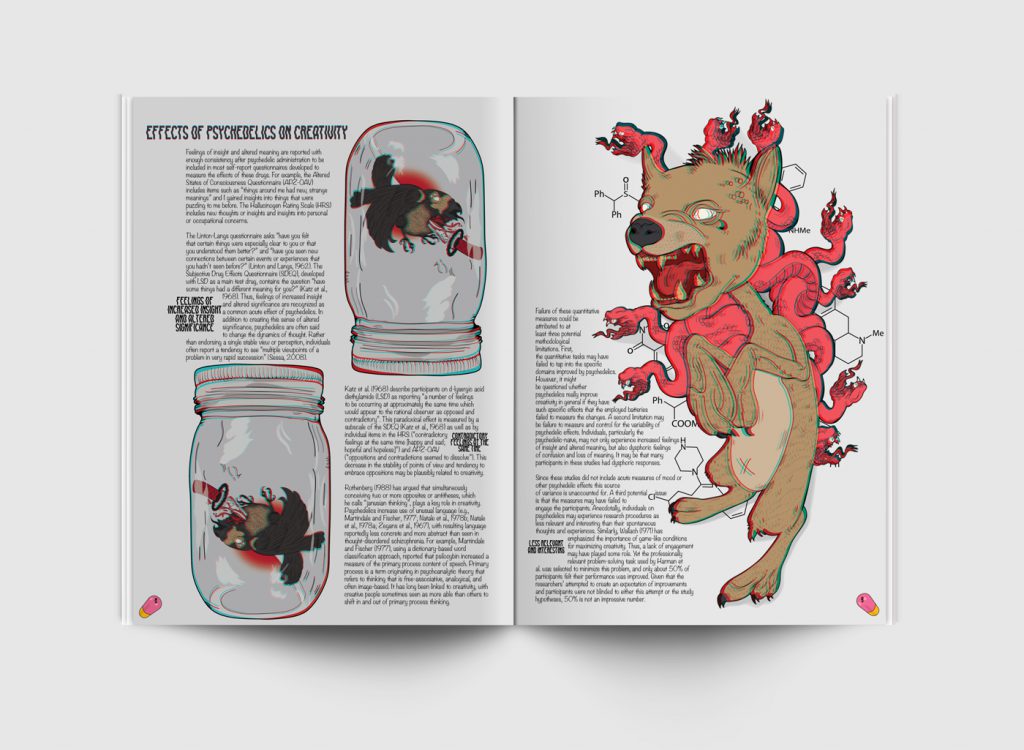 EFFECTS OF PSYCHEDELICS ON CREATIVITY
Feelings of insight and altered meaning are reported with
enough consistency after psychedelic administration to be
included in most self-report questionnaires developed to
measure the effects of these drugs. For example, the Altered
States of Consciousness Questionnaire (APZ-OAV)
includes items such as "things around me had new, strange
meanings" and I gained insights into things that were
puzzling to me before. The Hallucinogen Rating Scale (HRS)
includes new thoughts or insights and insights into personal
or occupational concerns.
The Linton-Langs questionnaire asks "have you felt
that certain things were especially clear to you or that
you understood them better?" and "have you seen new
connections between certain events or experiences that
you hadn't seen before?" (Linton and Langs, 1962). The
Subjective Drug Effects Questionnaire (SDEQ), developed
with LSD as a main test drug, contains the question "have
some things had a different meaning for you?" (Katz et al.,
1968). Thus, feelings of increased insight
and altered significance are recognized as
a common acute effect of psychedelics. In
addition to creating this sense of altered
significance, psychedelics are often said
to change the dynamics of thought. Rather
than endorsing a single stable view or perception, individuals
often report a tendency to see "multiple viewpoints of a
problem in very rapid succession" (Sessa, 2008).
FEELINGS OF
INCREASED INSIGHT
AND ALTERED
SIGNIFICANCE
Katz et al. (1968) describe participants on d-lysergic acid
diethylamide (LSD) as reporting "a number of feelings
to be occurring at approximately the same time which
would appear to the rational observer as opposed and
contradictory". This paradoxical effect is measured by a
subscale of the SDEQ (Katz et al., 1968) as well as by
individual items in the HRS ("contradictory
feelings at the same time (happy and sad;
hopeful and hopeless)") and APZ-OAV
("oppositions and contradictions seemed to dissolve"). This
decrease in the stability of points of view and tendency to
embrace oppositions may be plausibly related to creativity.
CONTRADICTORY
FEELINGS AT THE
SAME TIME
Rothenberg (1988) has argued that simultaneously
conceiving two or more opposites or antitheses, which
he calls "janusian thinking", plays a key role in creativity.
Psychedelics increase use of unusual language (e.g.,
Martindale and Fischer, 1977; Natale et al., 1978b; Natale
et al., 1978a; Zegans et al., 1967), with resulting language
reportedly less concrete and more abstract than seen in
thought-disordered schizophrenia. For example, Martindale
and Fischer (1977), using a dictionary-based word
classification approach, reported that psilocybin increased a
measure of the primary process content of speech. Primary
process is a term originating in psychoanalytic theory that
refers to thinking that is free-associative, analogical, and
often image-based. It has long been linked to creativity, with
creative people sometimes seen as more able than others to
shift in and out of primary process thinking.
Ph
O
S
Ph
NHMe
Failure of these quantitative
measures could be
attributed to at
least three potential
methodological
limitations. First,
the quantitative tasks may have
failed to tap into the specific
domains improved by psychedelics.
However, it might
be questioned whether
psychedelics really improve
creativity in general if they have
such specific effects that the employed batteries
failed to measure the changes. A second limitation may
be failure to measure and control for the variability of
psychedelic effects. Individuals, particularly the
psychedelic-naive, may not only experience increased feelings
of insight and altered meaning, but also dysphoric feelings
of confusion and loss of meaning. It may be that many
participants in these studies had dysphoric responses.
N
O
N
Me
Ph
COOM
H
N
N
Cl
Since these studies did not include acute measures of mood or
other psychedelic effects this source
of variance is unaccounted for. A third potential issue
is that the measures may have failed to
engage the participants. Anecdotally, individuals on
psychedelics may experience research procedures as
less relevant and interesting than their spontaneous
thoughts and experiences. Similarly, Wallach (1971) has
emphasized the importance of game-like conditions
for maximizing creativity. Thus, a lack of engagement
may have played some role. Yet the professionally
relevant problem-solving task used by Harman et
al. was selected to minimize this problem, and only about 50% of
participants felt their performance was improved. Given that the
researchers' attempted to create an expectation of improvements
and participants were not blinded to either this attempt or the study
hypotheses, 50% is not an impressive number.
LESS RELEVANT
AND INTERESTING